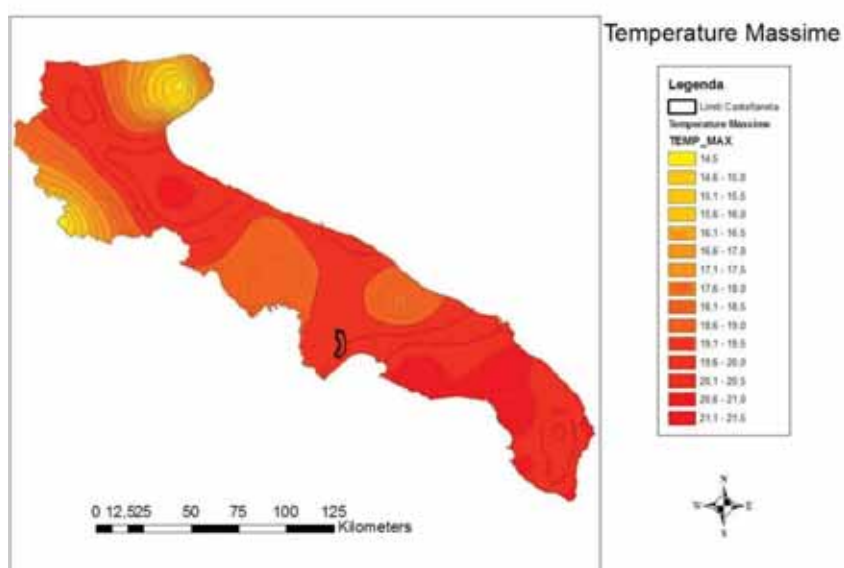 Temperature Massime
Legenda
Limiti Castellaneta
Temperature Massime
TEMP_MAX
14.5
14.6 - 15.0
15.1 - 15.5
15.6 - 16.0
16.1 - 16.5
16.6 - 17.0
17.1 - 17.5
17.6 - 18.0
18.1 - 18.5
18.6 - 19.0
19.1 - 19.5
19.6 - 20.0
20.1 - 20.5
20.6 - 21.0
21.1 - 21.5
N
W E
S
0 12,525 50 75 100 125
Kilometers